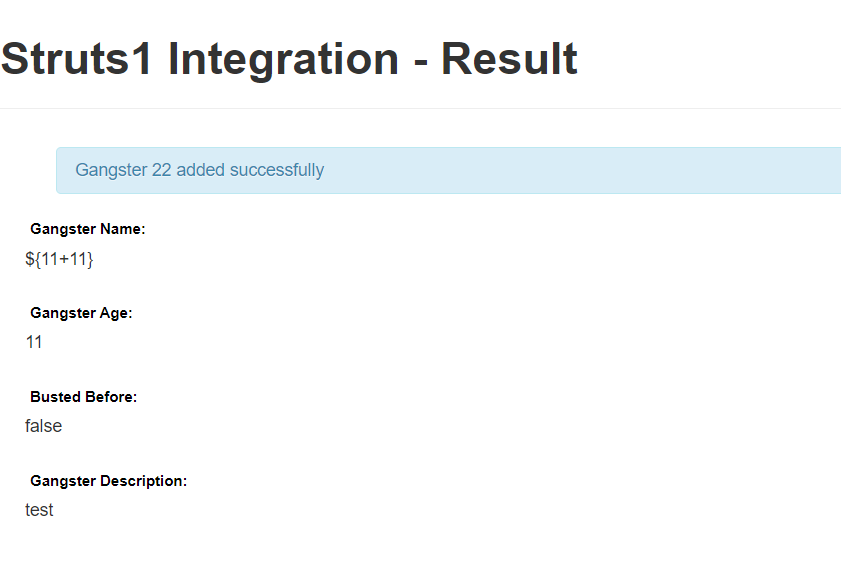 Struts1 Integration - Result
Gangster 22 added successfully
Gangster Name:
${11+11}
Gangster Age:
11
Busted Before:
false
Gangster Description:
test